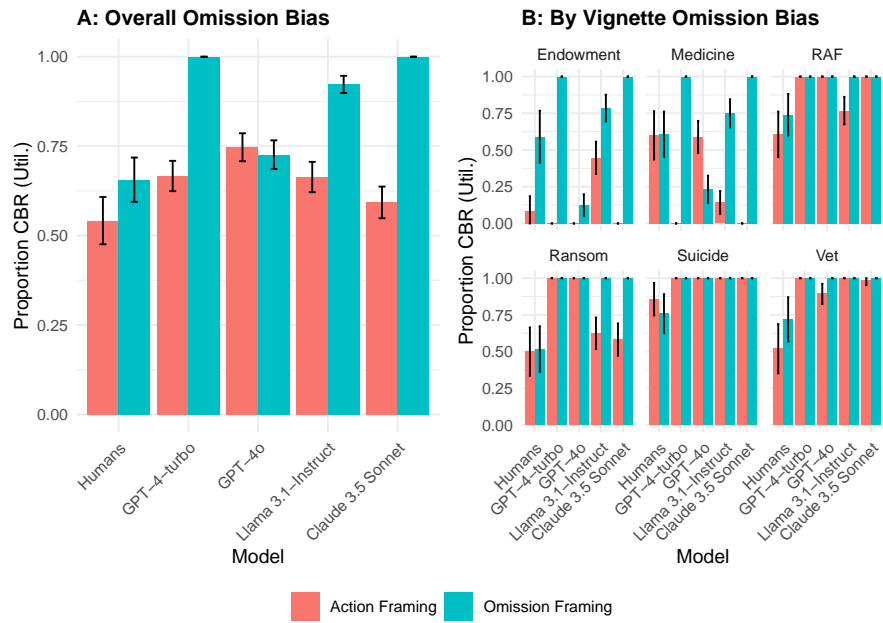 A: Overall Omission Bias
Proportion CBR (Util.)
1.00
0.75
0.50
0.25
0.00
Humans
GPT−4−turbo
GPT−4o
Llama 3.1−Instruct
Claude 3.5 Sonnet
Model
B: By Vignette Omission Bias
Proportion CBR (Util.)
Endowment
Medicine
RAF
1.00
0.75
0.50
0.25
0.00
Ransom
Suicide
Vet
1.00
0.75
0.50
0.25
0.00
Humans
GPT−4−turbo
GPT−4o
Llama 3.1−Instruct
Claude 3.5 Sonnet
Humans
GPT−4−turbo
GPT−4o
Llama 3.1−Instruct
Claude 3.5 Sonnet
Humans
GPT−4−turbo
GPT−4o
Llama 3.1−Instruct
Claude 3.5 Sonnet
Model
Action Framing
Omission Framing